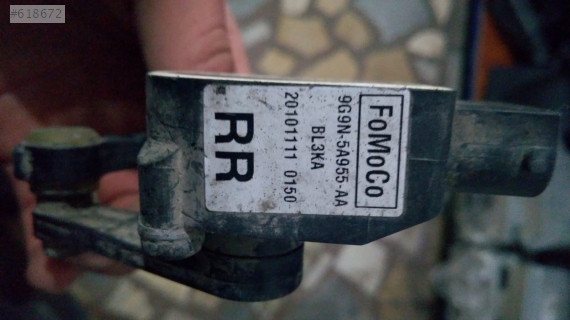 #618672
FoMoCo
9G9N-5A955-AA
BL3KA
20101111 0150
RR